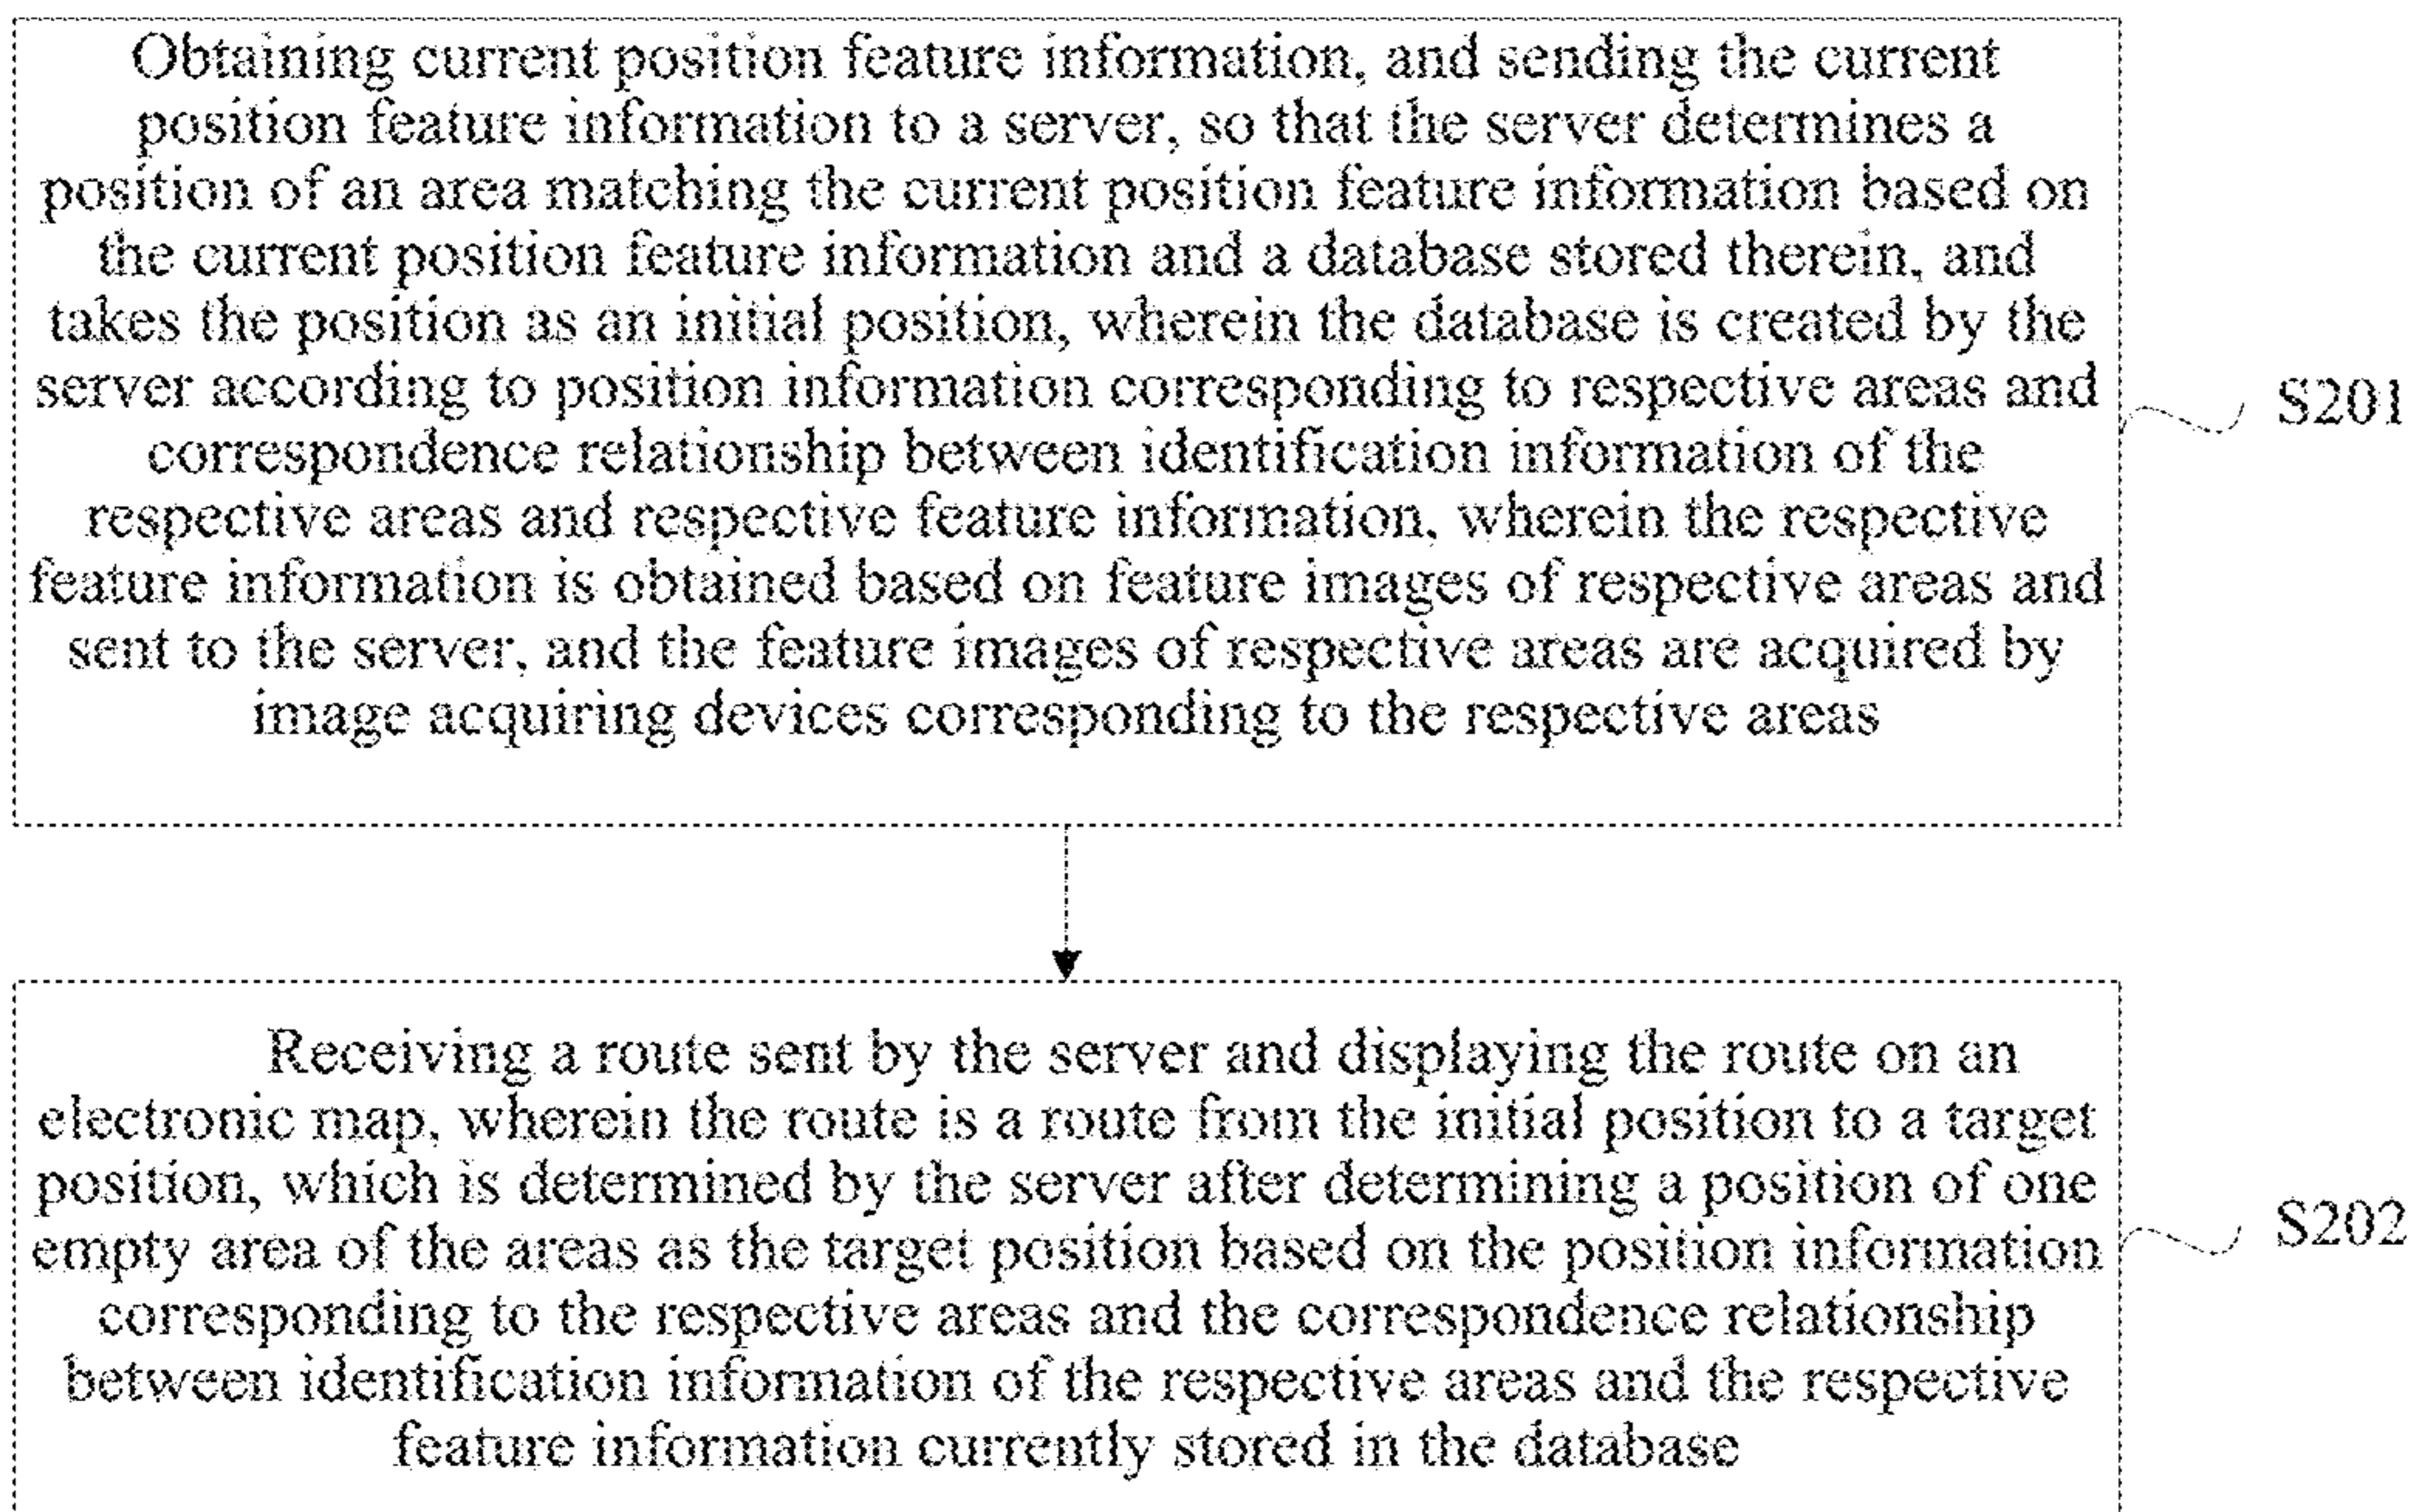 Obtaining current position feature information, and sending the current
position feature information to a server, so that the server determines a
position of an area matching the current position feature information based on
the current position feature information and a database stored therein, and
takes the position as an initial position, wherein the database is created by the
server according to position information corresponding to respective areas and
correspondence relationship between identification information of the
respective areas and respective feature information, wherein the respective
feature information is obtained based on feature images of respective areas and
sent to the server, and the feature images of respective areas are acquired by
image acquiring devices corresponding to the respective areas
S201
Receiving a route sent by the server and displaying the route on an
electronic map, wherein the route is a route from the initial position to a target
position, which is determined by the server after determining a position of one
empty area of the areas as the target position based on the position information
corresponding to the respective areas and the correspondence relationship
between identification information of the respective areas and the respective
feature information currently stored in the database
S202